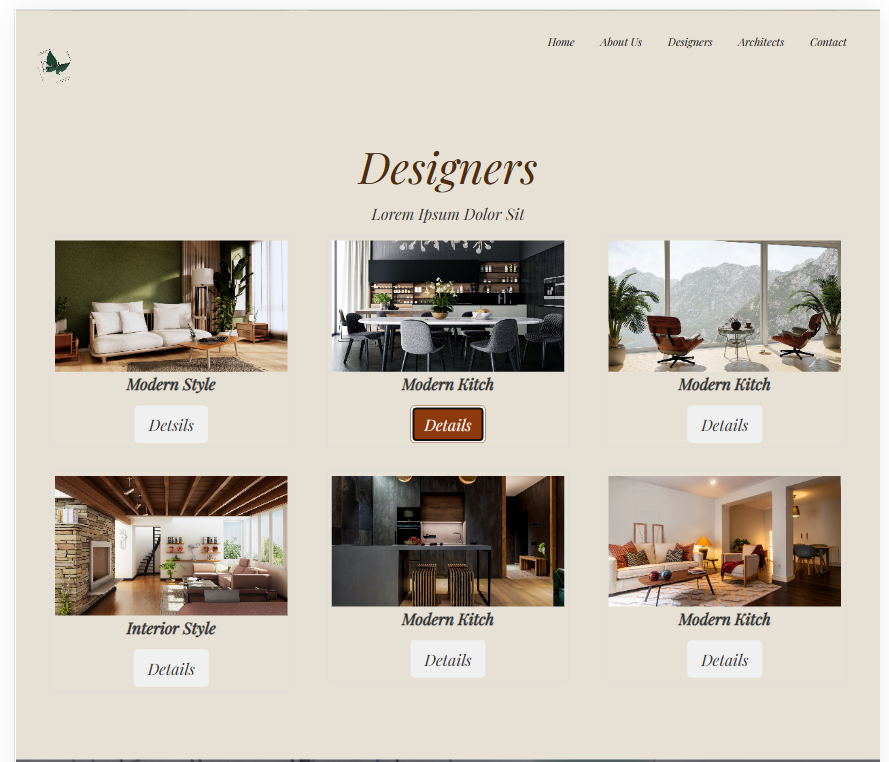 Home About Us Designers Architects Contact
Designers
Lorem Ipsum Dolor Sit
Modern Style Modern Kitch Modern Kitch
Detsils Details Details
Interior Style Modern Kitch Modern Kitch
Details Details Details